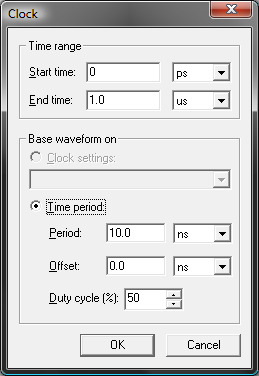 Clock
Time range
Start time: 0 ps
End time: 1.0 us
Base waveform on
Clock settings:
Time period:
Period: 10.0 ns
Offset: 0.0 ns
Duty cycle (%): 50
OK Cancel